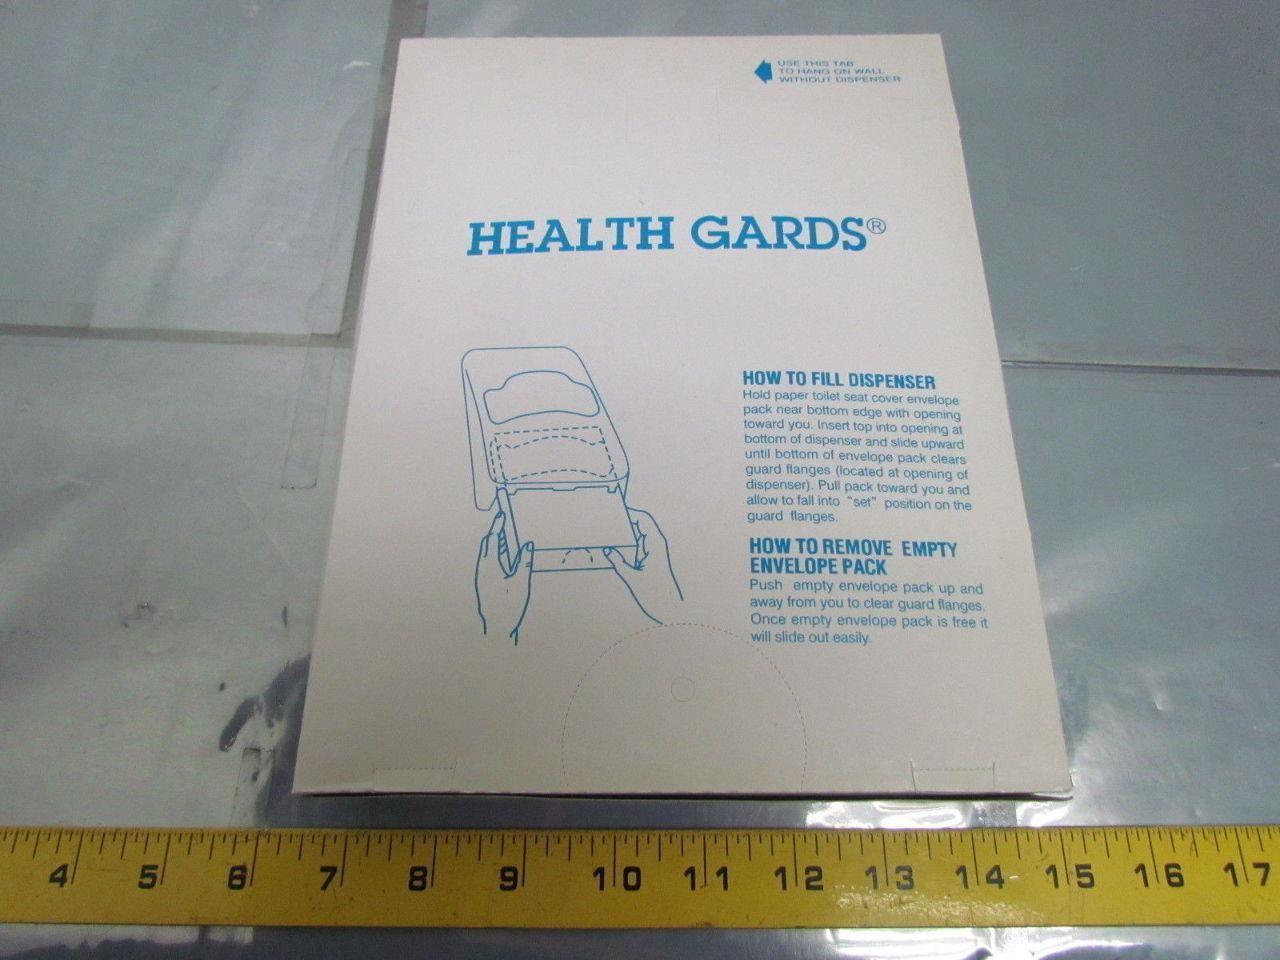 USE THIS TAB
TO HANG ON WALL
WITHOUT DISPENSER
HEALTH GARDS®
HOW TO FILL DISPENSER
Hold paper toilet seat cover envelope
pack near bottom edge with opening
toward you. Insert top into opening at
bottom of dispenser and slide upward
until bottom of envelope pack clears
guard flanges (located at opening of
dispenser). Pull pack toward you and
allow to fall into "set" position on the
guard flanges.
HOW TO REMOVE EMPTY
ENVELOPE PACK
Push empty envelope pack up and
away from you to clear guard flanges.
Once empty envelope pack is free it
will slide out easily.
4 5 6 7 8 9 10 11 12 13 14 15 16 17